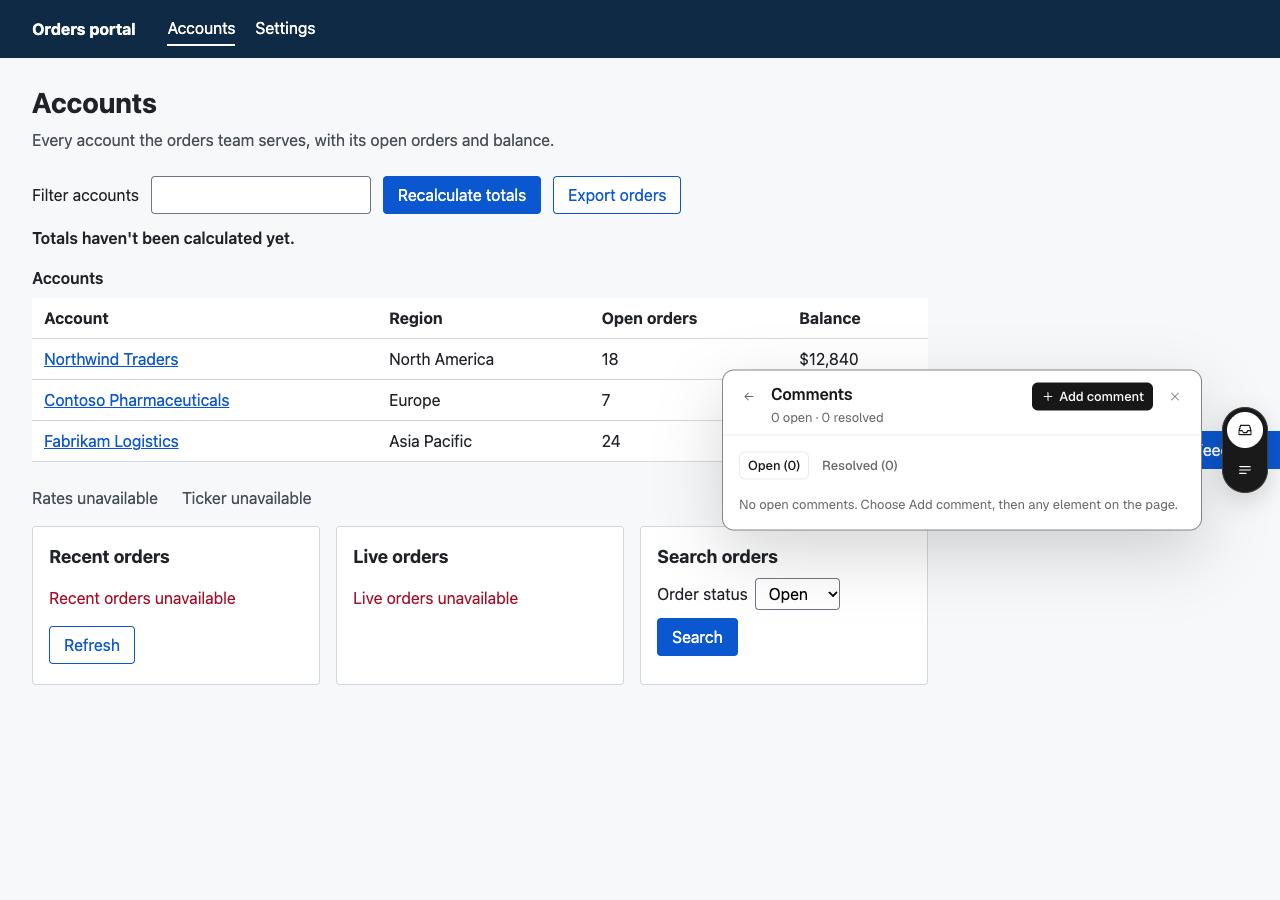 Orders portal Accounts Settings
Accounts
Every account the orders team serves, with its open orders and balance.
Filter accounts Recalculate totals Export orders
Totals haven't been calculated yet.
Accounts
Account Region Open orders Balance
Northwind Traders North America 18 $12,840
Contoso Pharmaceuticals Europe 7
Fabrikam Logistics Asia Pacific 24
Comments + Add comment
0 open · 0 resolved
Open (0) Resolved (0)
No open comments. Choose Add comment, then any element on the page.
Rates unavailable Ticker unavailable
Recent orders
Recent orders unavailable
Refresh
Live orders
Live orders unavailable
Search orders
Order status Open
Search